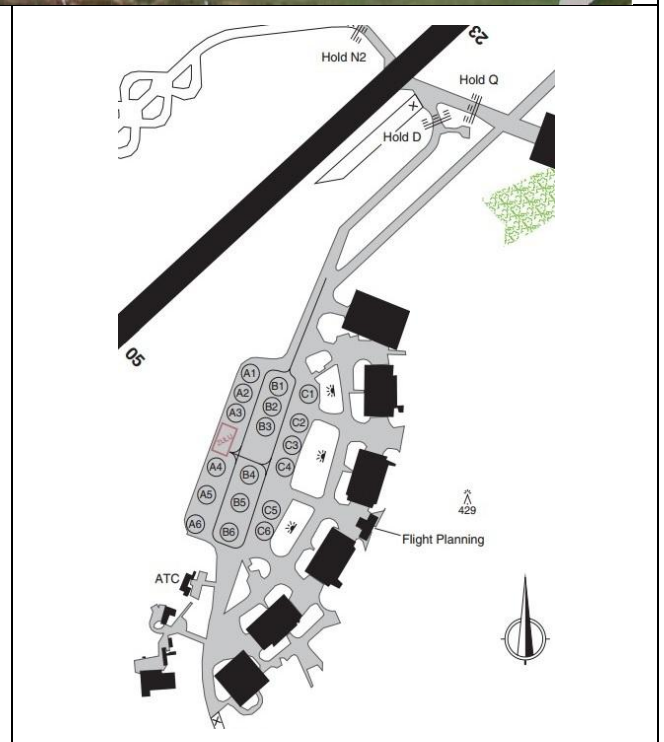 23
Hold N2
Hold Q
Hold D
05
A1
A2
A3
B1
B2
B3
C1
C2
C3
C4
A4
A5
A6
B4
B5
B6
C5
C6
429
Flight Planning
ATC